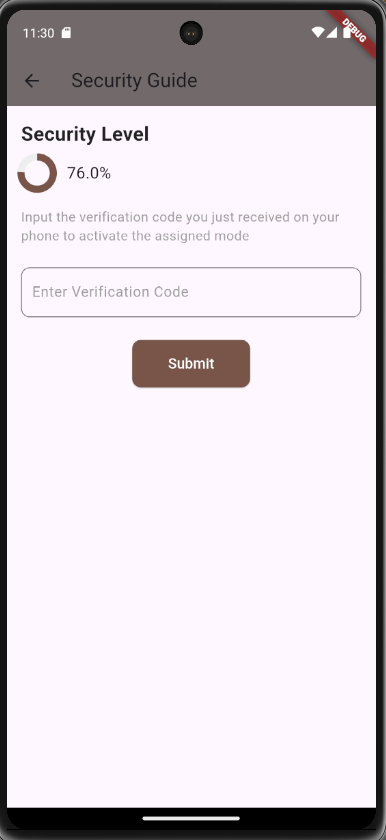 11:30
DEBUG
Security Guide
Security Level
76.0%
Input the verification code you just received on your
phone to activate the assigned mode
Enter Verification Code
Submit